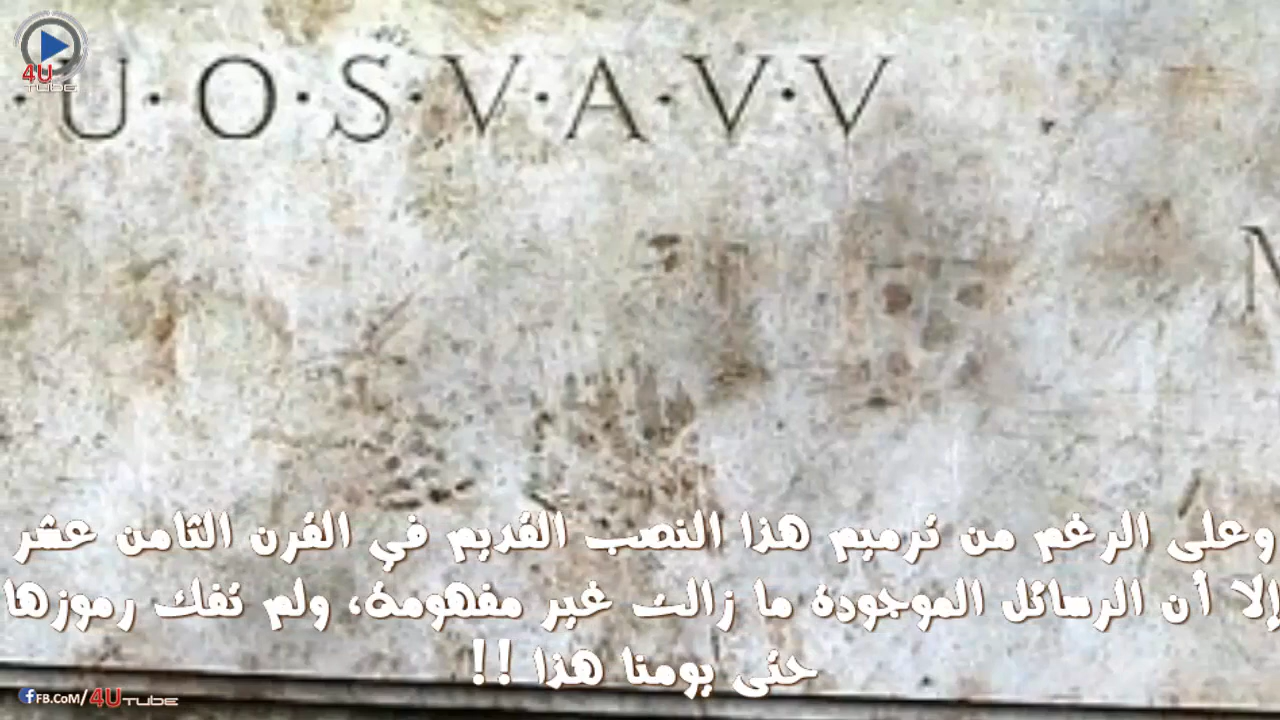 4U
TUBE
·U·O·S·V·A·V·V
M
وعلى الرغم من ترميم هذا النصب القديم في القرن الثامن عشر
إلا أن الرسائل الموجودة ما زالت غير مفهومة، ولم تفك رموزها
حتى يومنا هذا !!
FB.COM/4UTUBE